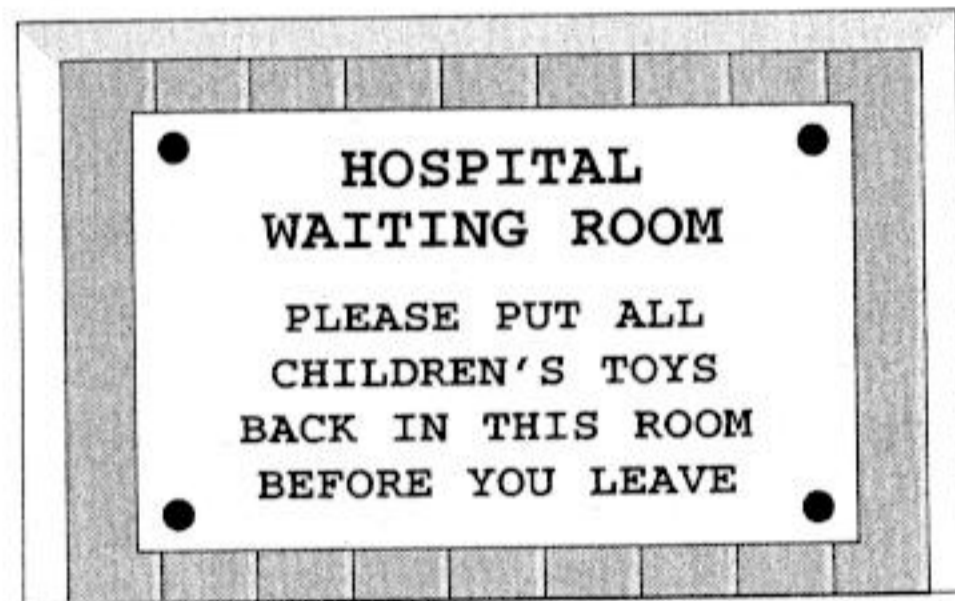 HOSPITAL
WAITING ROOM
PLEASE PUT ALL
CHILDREN'S TOYS
BACK IN THIS ROOM
BEFORE YOU LEAVE